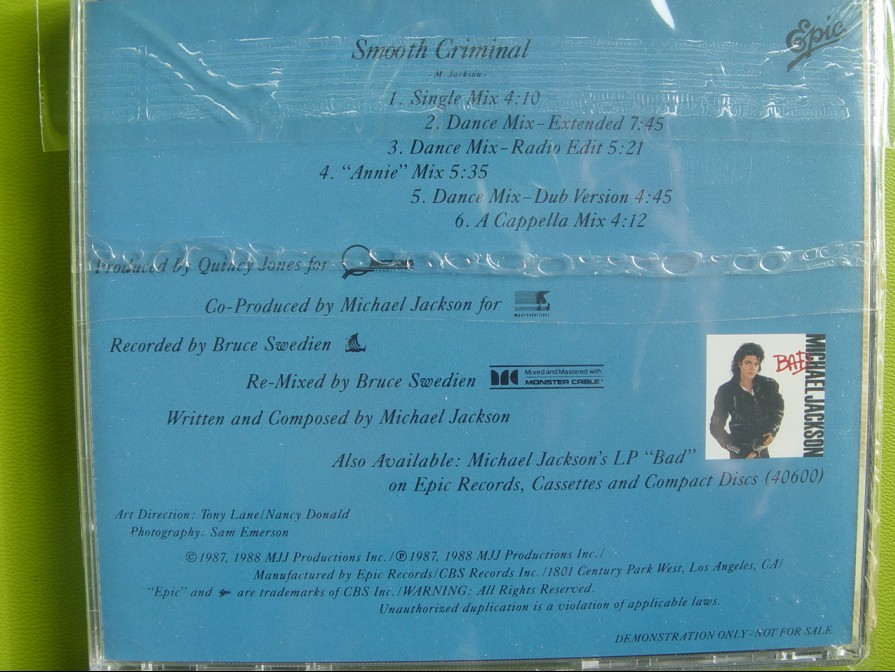 Smooth Criminal
Epic
- M. Jackson -
1. Single Mix 4:10
2. Dance Mix–Extended 7:45
3. Dance Mix–Radio Edit 5:21
4. “Annie” Mix 5:35
5. Dance Mix–Dub Version 4:45
6. A Cappella Mix 4:12
Produced by Quincy Jones for
Co-Produced by Michael Jackson for
Recorded by Bruce Swedien
Re-Mixed by Bruce Swedien
Mixed and Mastered with
MONSTER CABLE®
Written and Composed by Michael Jackson
BAD
MICHAEL JACKSON
Also Available: Michael Jackson's LP “Bad”
on Epic Records, Cassettes and Compact Discs (40600)
Art Direction: Tony Lane/Nancy Donald
Photography: Sam Emerson
©1987, 1988 MJJ Productions Inc./℗1987, 1988 MJJ Productions Inc./
Manufactured by Epic Records/CBS Records Inc./1801 Century Park West, Los Angeles, CA/
“Epic” and are trademarks of CBS Inc./WARNING: All Rights Reserved.
Unauthorized duplication is a violation of applicable laws.
DEMONSTRATION ONLY–NOT FOR SALE.